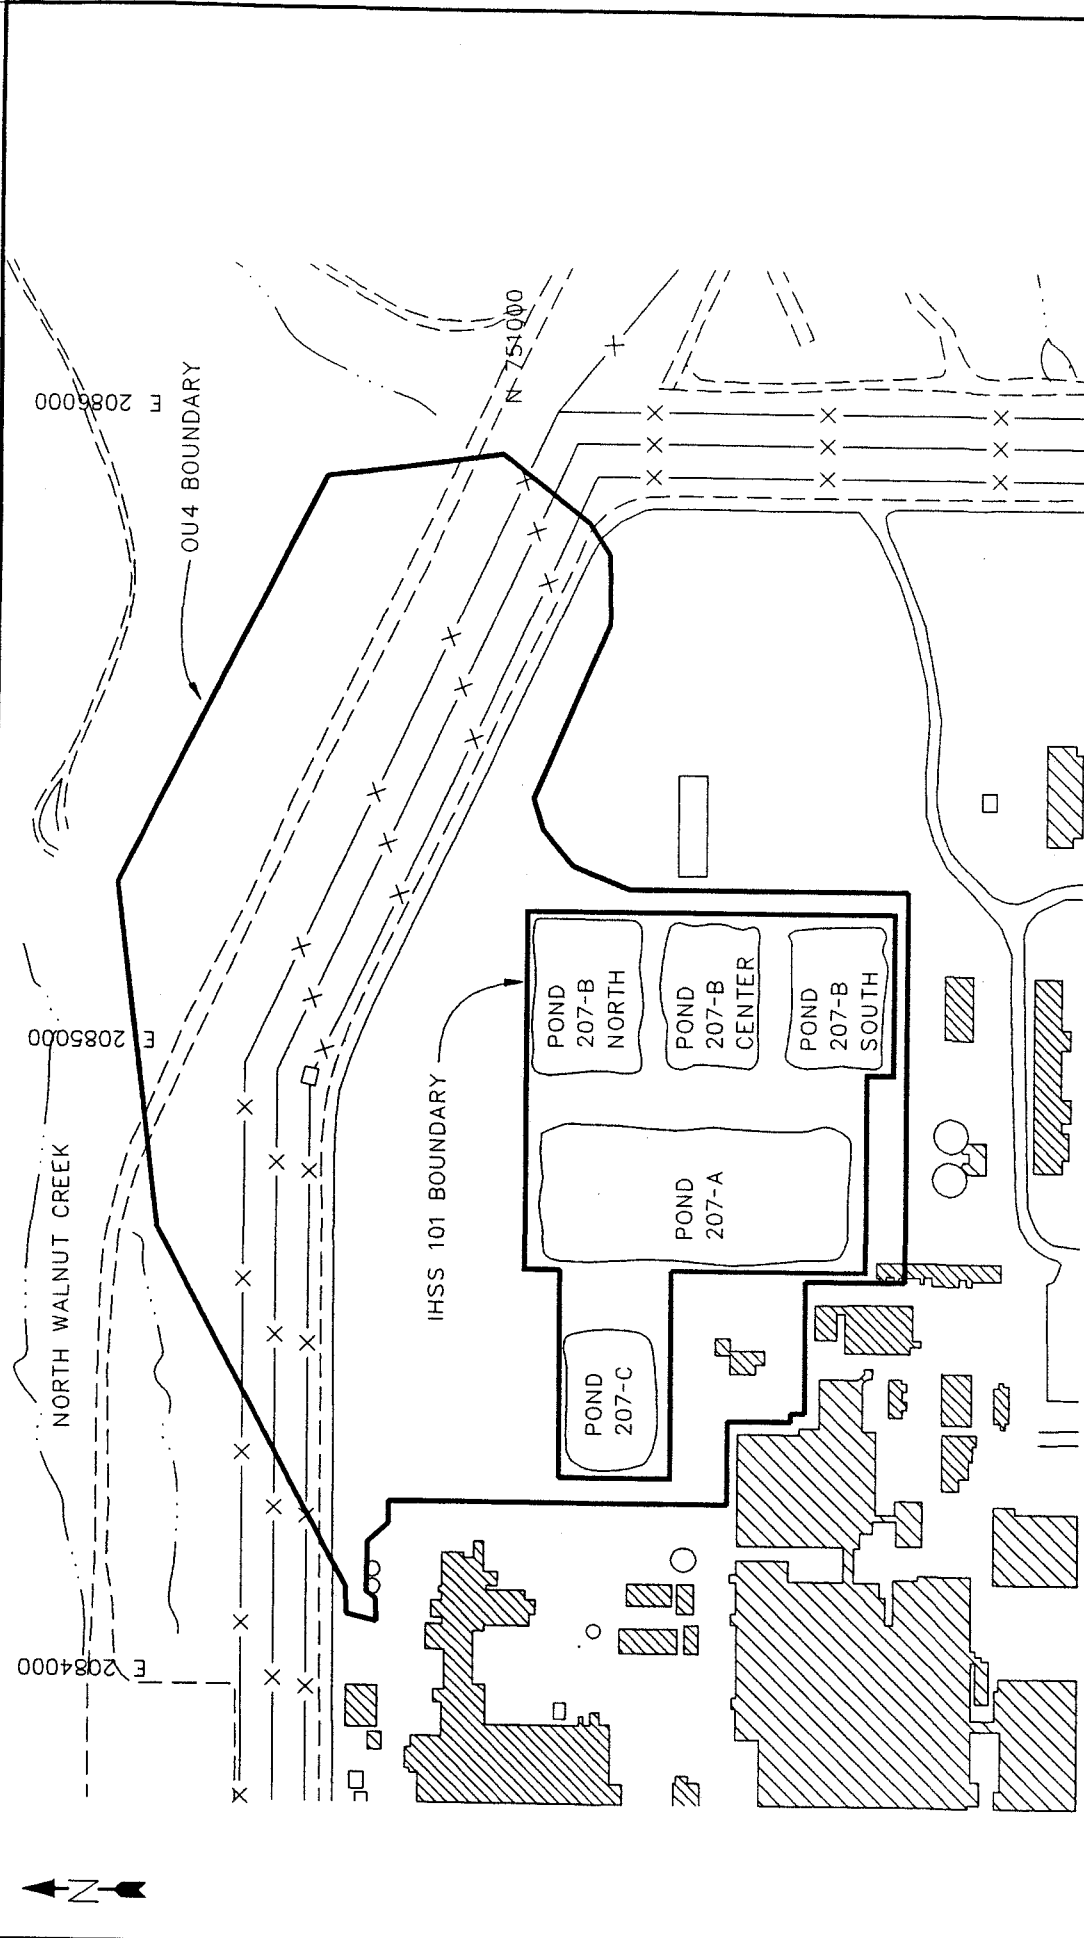 E 2086000
OU4 BOUNDARY
N 751000
E 2085000
NORTH WALNUT CREEK
IHSS 101 BOUNDARY
POND
207-B
NORTH
POND
207-B
CENTER
POND
207-B
SOUTH
POND
207-A
POND
207-C
E 2084000
N